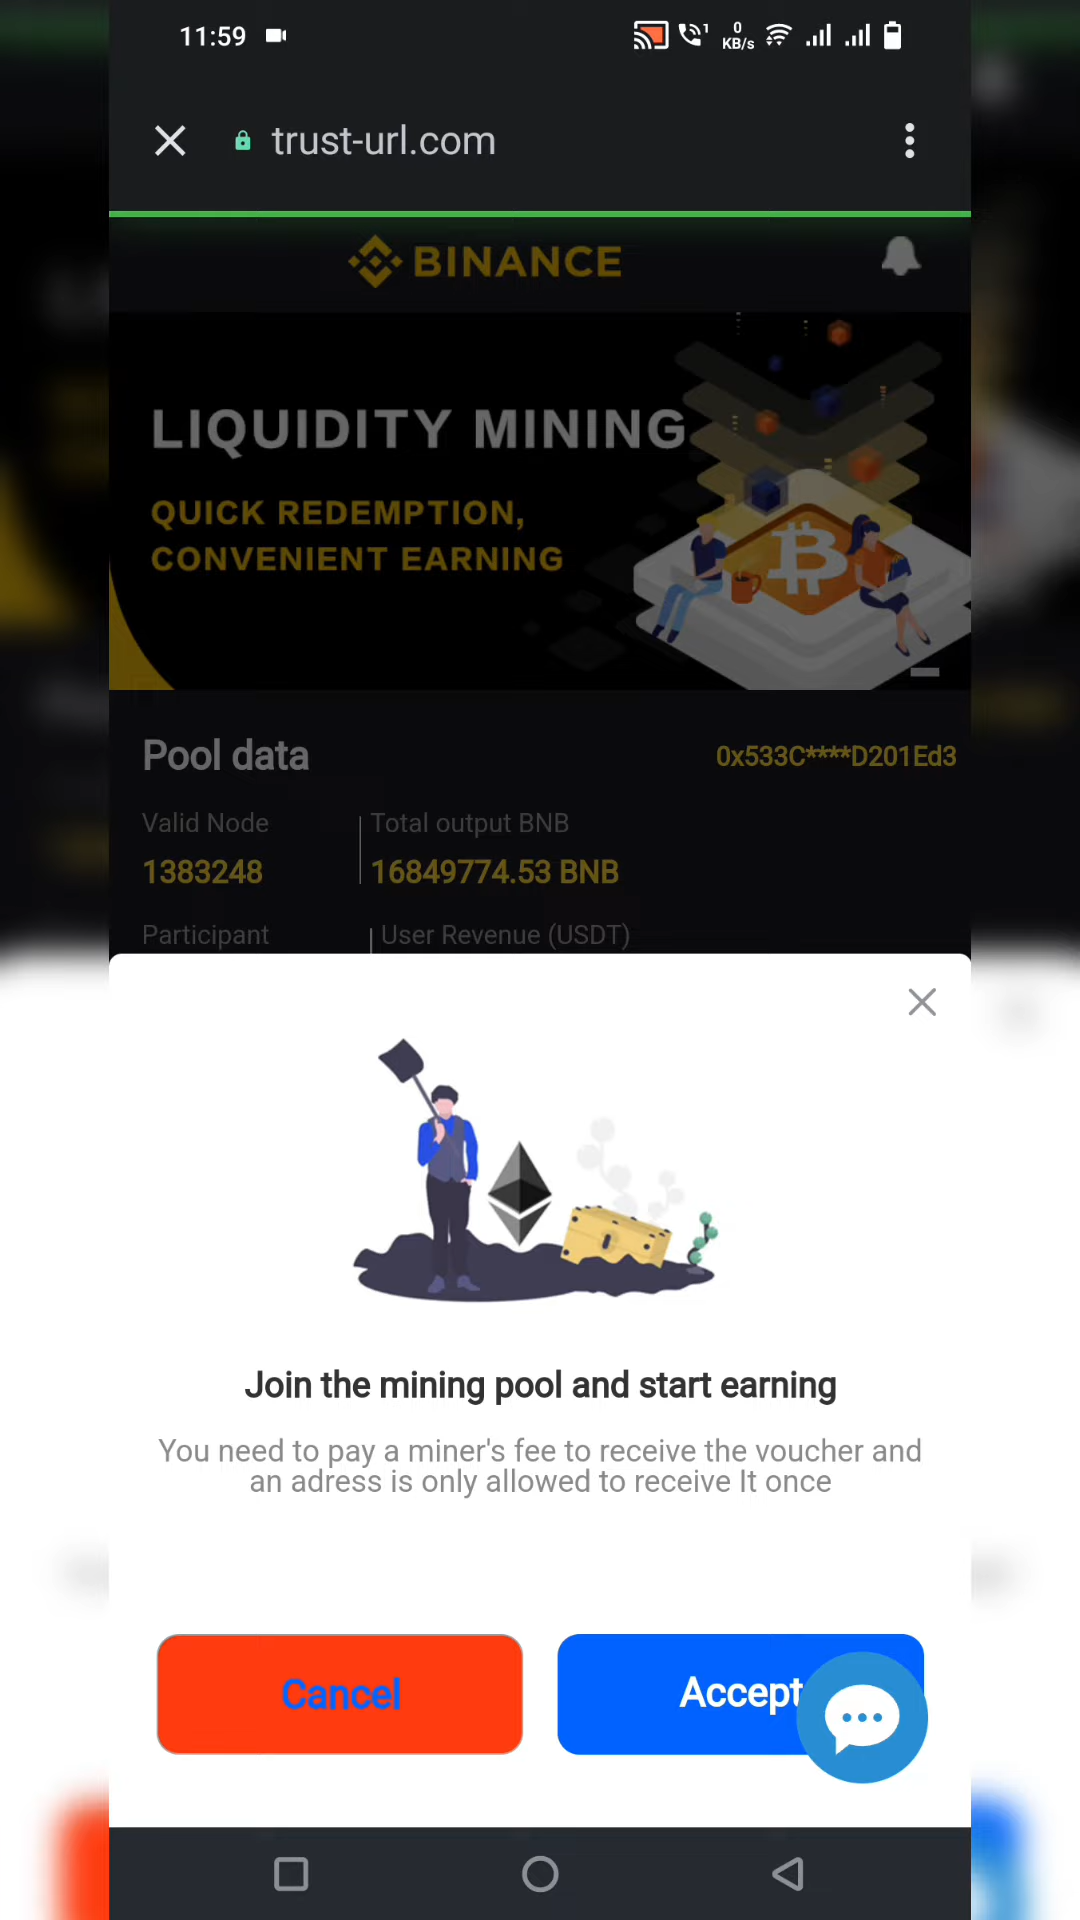 11:59
1
0
KB/s
trust-url.com
BINANCE
LIQUIDITY MINING
QUICK REDEMPTION,
CONVENIENT EARNING
Pool data
0x533C****D201Ed3
Valid Node
Total output BNB
1383248
16849774.53 BNB
Participant
User Revenue (USDT)
Join the mining pool and start earning
You need to pay a miner's fee to receive the voucher and
an adress is only allowed to receive It once
Cancel
Accept